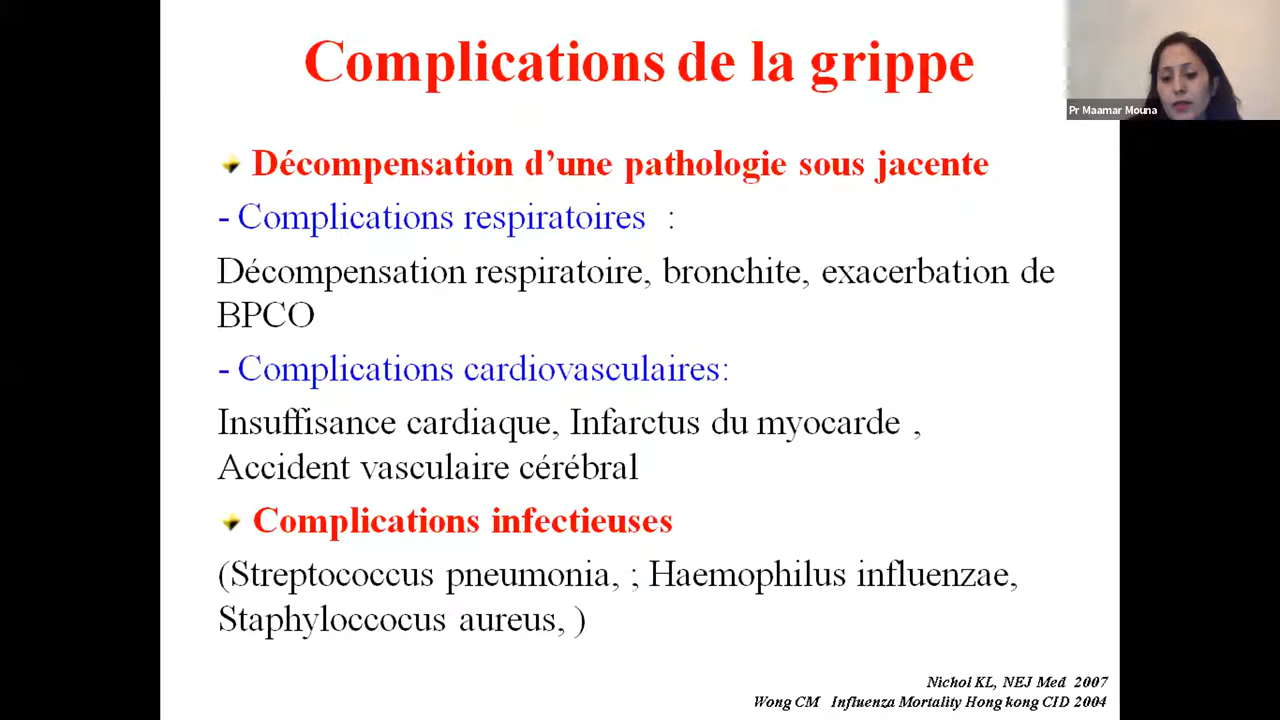 Complications de la grippe
Pr Maamar Mouna
Décompensation d’une pathologie sous jacente
- Complications respiratoires :
Décompensation respiratoire, bronchite, exacerbation de
BPCO
- Complications cardiovasculaires:
Insuffisance cardiaque, Infarctus du myocarde ,
Accident vasculaire cérébral
Complications infectieuses
(Streptococcus pneumonia, ; Haemophilus influenzae,
Staphyloccocus aureus, )
Nichol KL, NEJ Med 2007
Wong CM Influenza Mortality Hong kong CID 2004